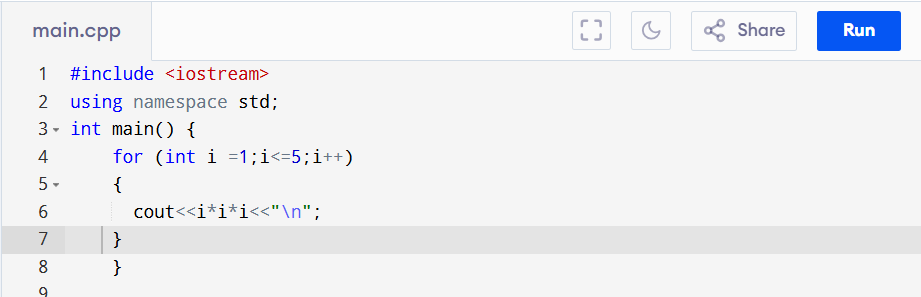 main.cpp
Share
Run
1 #include <iostream>
2 using namespace std;
3 int main() {
4     for (int i =1;i<=5;i++)
5     {
6       cout<<i*i*i<<"\n";
7     }
8     }
9